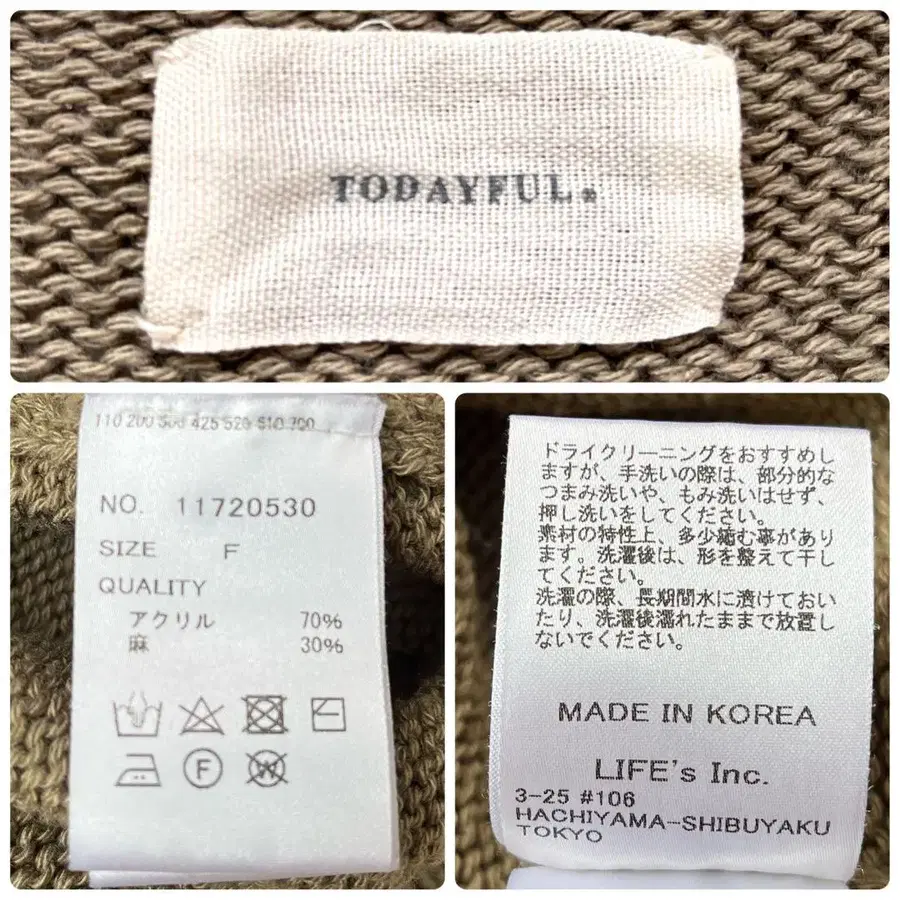 TODAYFUL.
110 200 500 425 520 610 700
NO. 11720530
SIZE F
QUALITY
アクリル 70%
麻 30%
F
W
ドライクリーニングをおすすめし
ますが、手洗いの際は、部分的な
つまみ洗いや、もみ洗いはせず、
押し洗いをしてください。
素材の特性上、多少縮む事があり
ます。洗濯後は、形を整えて干し
てください。
洗濯の際、長期間水に漬けておい
たり、洗濯後濡れたままで放置し
ないでください。
MADE IN KOREA
LIFE's Inc.
3-25 #106
HACHIYAMA-SHIBUYAKU
TOKYO